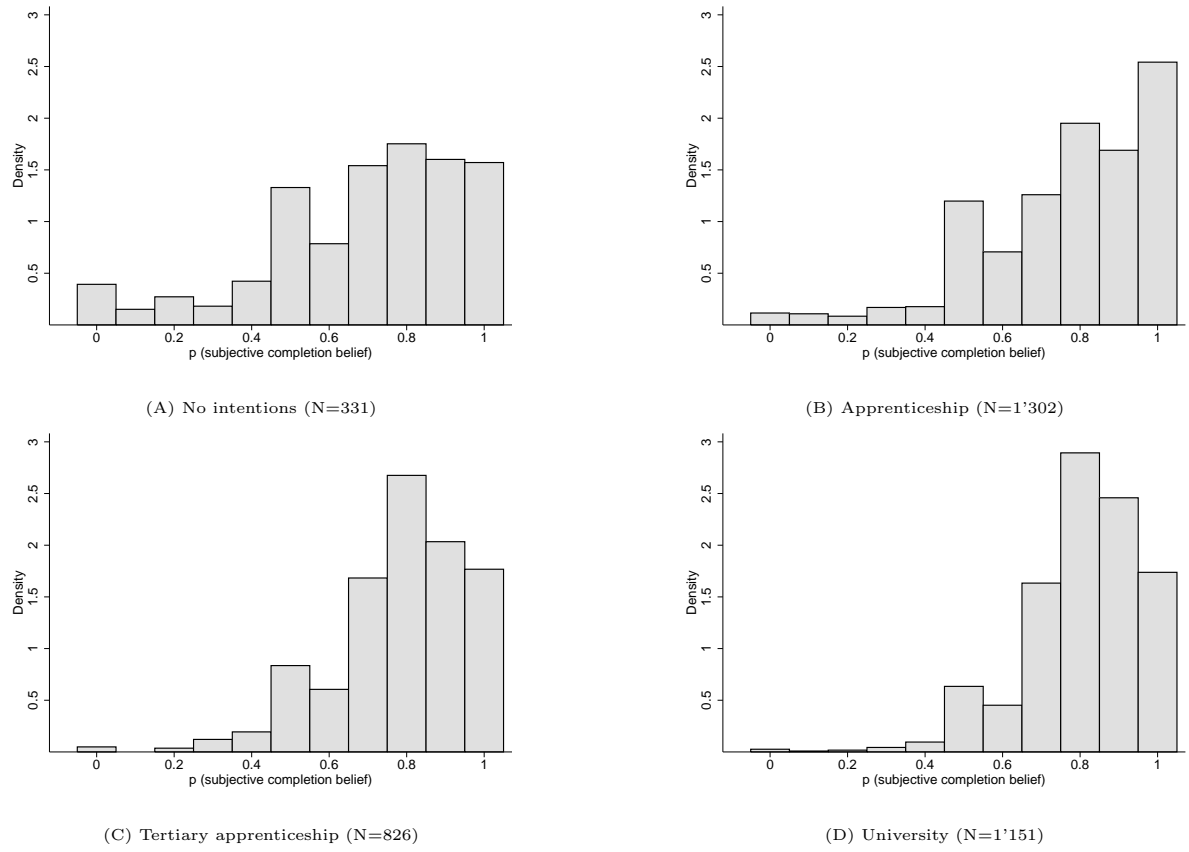 3
2.5
2
1.5
1
0.5
Density
0 0.2 0.4 0.6 0.8 1
p (subjective completion belief)
(A) No intentions (N=331)
3
2.5
2
1.5
1
0.5
Density
0 0.2 0.4 0.6 0.8 1
p (subjective completion belief)
(B) Apprenticeship (N=1'302)
3
2.5
2
1.5
1
0.5
Density
0 0.2 0.4 0.6 0.8 1
p (subjective completion belief)
(C) Tertiary apprenticeship (N=826)
3
2.5
2
1.5
1
0.5
Density
0 0.2 0.4 0.6 0.8 1
p (subjective completion belief)
(D) University (N=1'151)